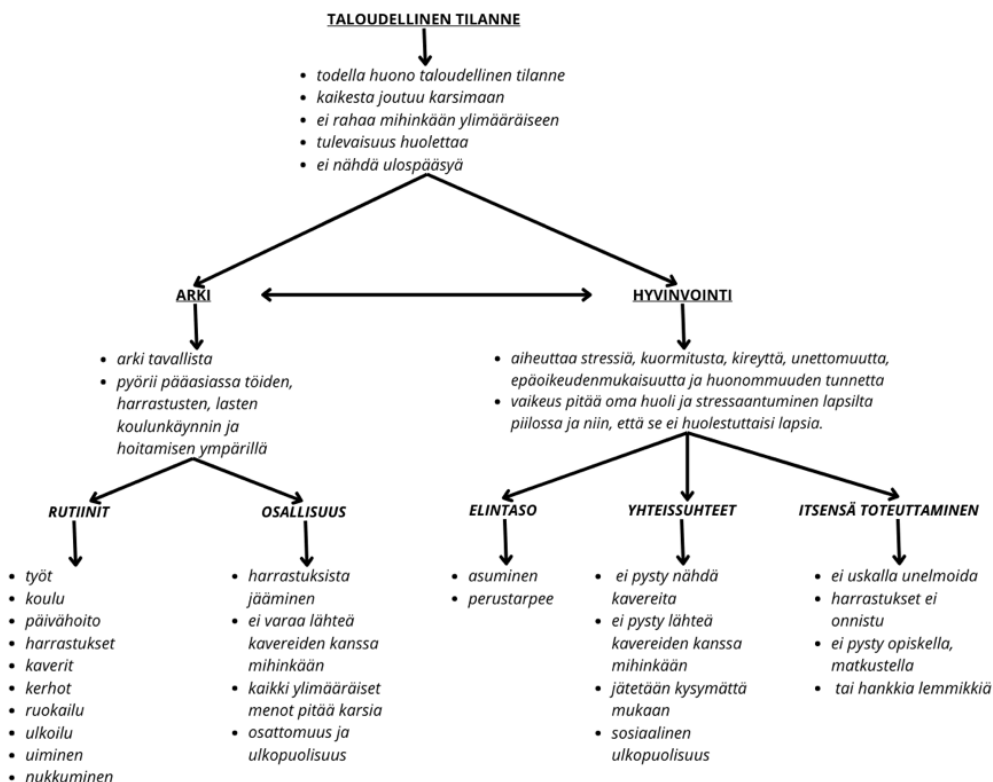 TALOUDELLINEN TILANNE
• todella huono taloudellinen tilanne
• kaikesta joutuu karsimaan
• ei rahaa mihinkään ylimääräiseen
• tulevaisuus huolettaa
• ei nähdä ulospääsyä
ARKI
• arki tavallista
• pyörii pääasiassa töiden,
harrastusten, lasten
koulunkäynnin ja
hoitamisen ympärillä
HYVINVOINTI
• aiheuttaa stressiä, kuormitusta, kireyttä, unettomuutta,
epäoikeudenmukaisuutta ja huonommuuden tunnetta
• vaikeus pitää oma huoli ja stressaantuminen lapsilta
piilossa ja niin, että se ei huolestuttaisi lapsia.
RUTIINIT
• työt
• koulu
• päivähoito
• harrastukset
• kaverit
• kerhot
• ruokailu
• ulkoilu
• uiminen
• nukkuminen
OSALLISUUS
• harrastuksista
jääminen
• ei varaa lähteä
kavereiden kanssa
mihinkään
• kaikki ylimääräiset
menot pitää karsia
• osattomuus ja
ulkopuolisuus
ELINTASO
• asuminen
• perustarpee
YHTEISSUHTEET
• ei pysty nähdä
kavereita
• ei pysty lähteä
kavereiden kanssa
mihinkään
• jätetään kysymättä
mukaan
• sosiaalinen
ulkopuolisuus
ITSENSÄ TOTEUTTAMINEN
• ei uskalla unelmoida
• harrastukset ei
onnistu
• ei pysty opiskella,
matkustella
• tai hankkia lemmikkiä